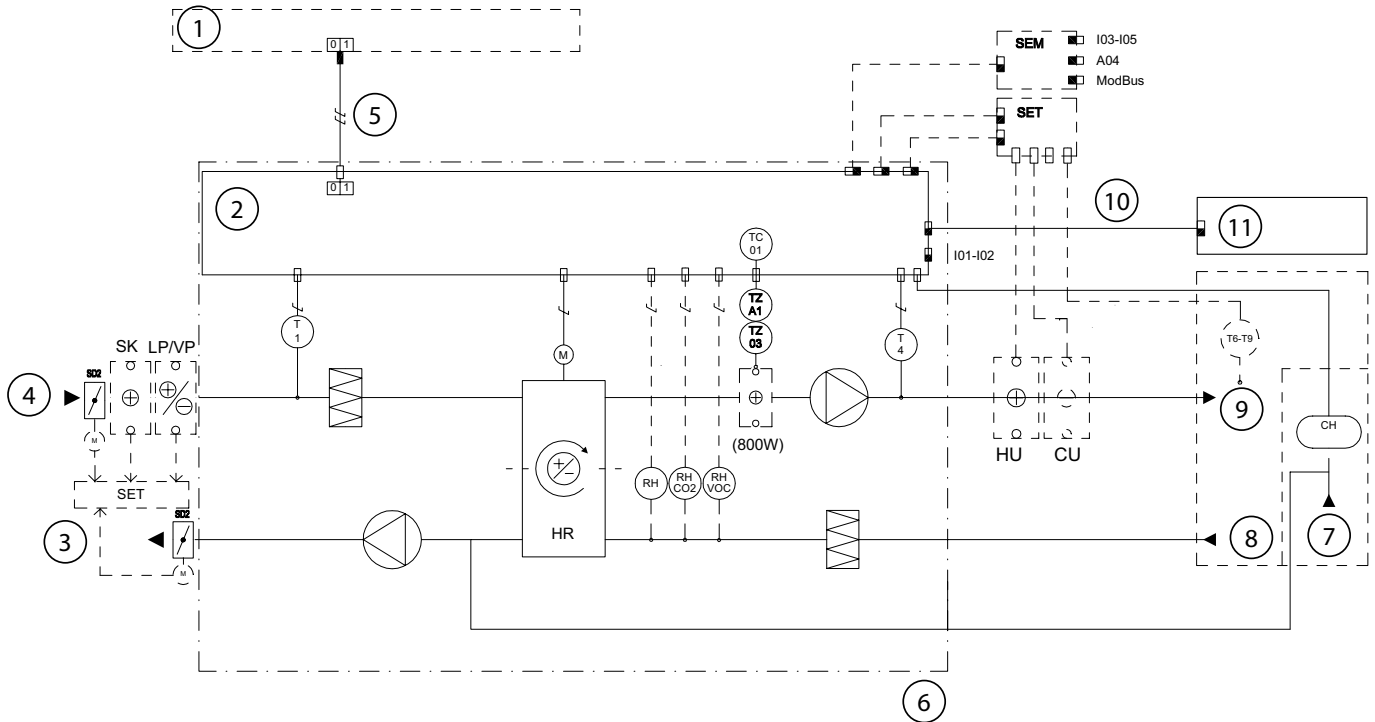 1
0 1
SEM
I03-I05
A04
ModBus
SET
5
2
0 1
10
11
TC 01
I01-I02
T 1
TZ A1
TZ 03
T 4
T6-T9
SK
LP/VP
SD2
4
M
M
(800W)
HU
CU
9
CH
RH
RH CO2
RH VOC
+/-
SET
HR
SD2
3
M
8
7
6